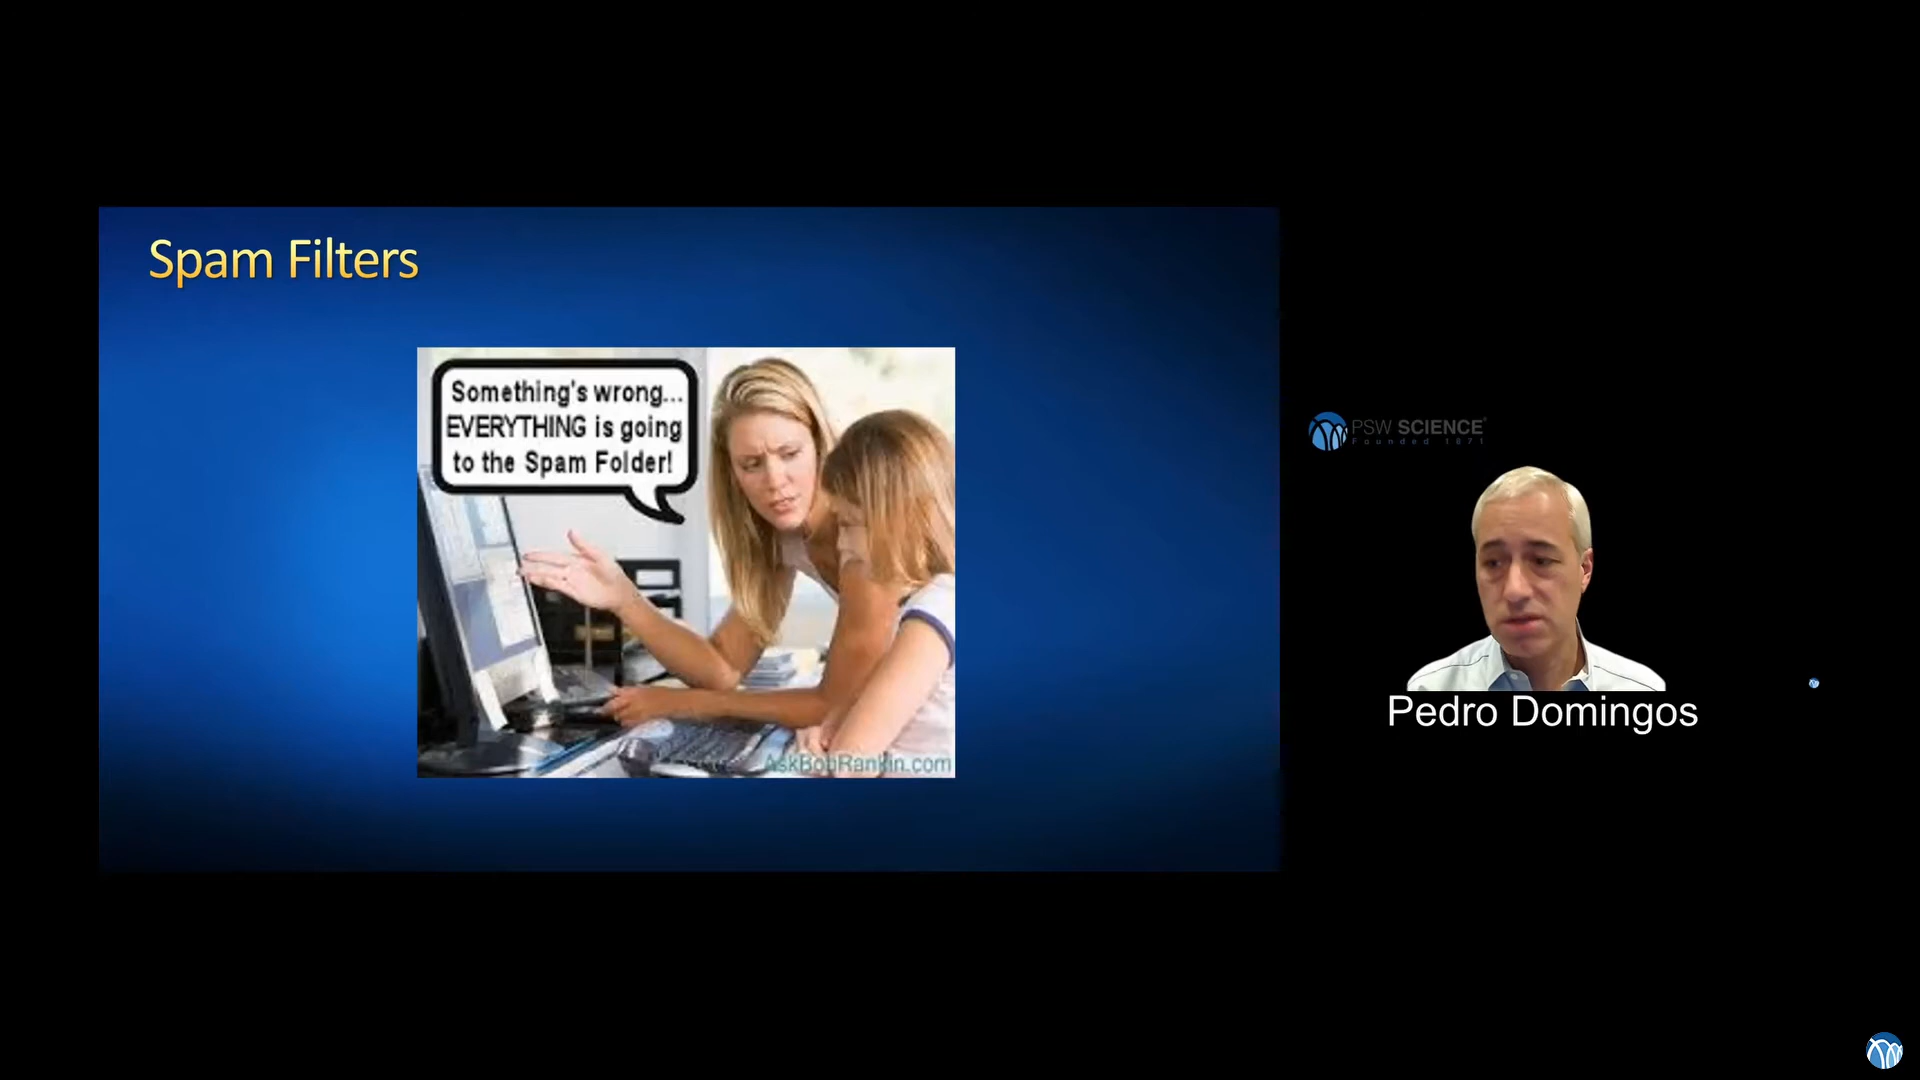 Spam Filters
Something's wrong...
EVERYTHING is going
to the Spam Folder!
AskBobRankin.com
PSW SCIENCE
Founded 1871
Pedro Domingos